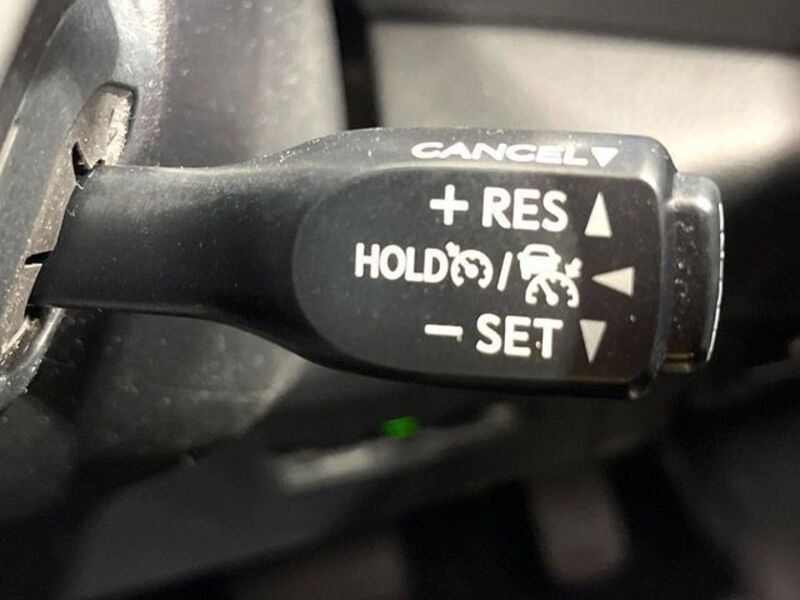 CANCEL
+ RES
HOLD /
− SET